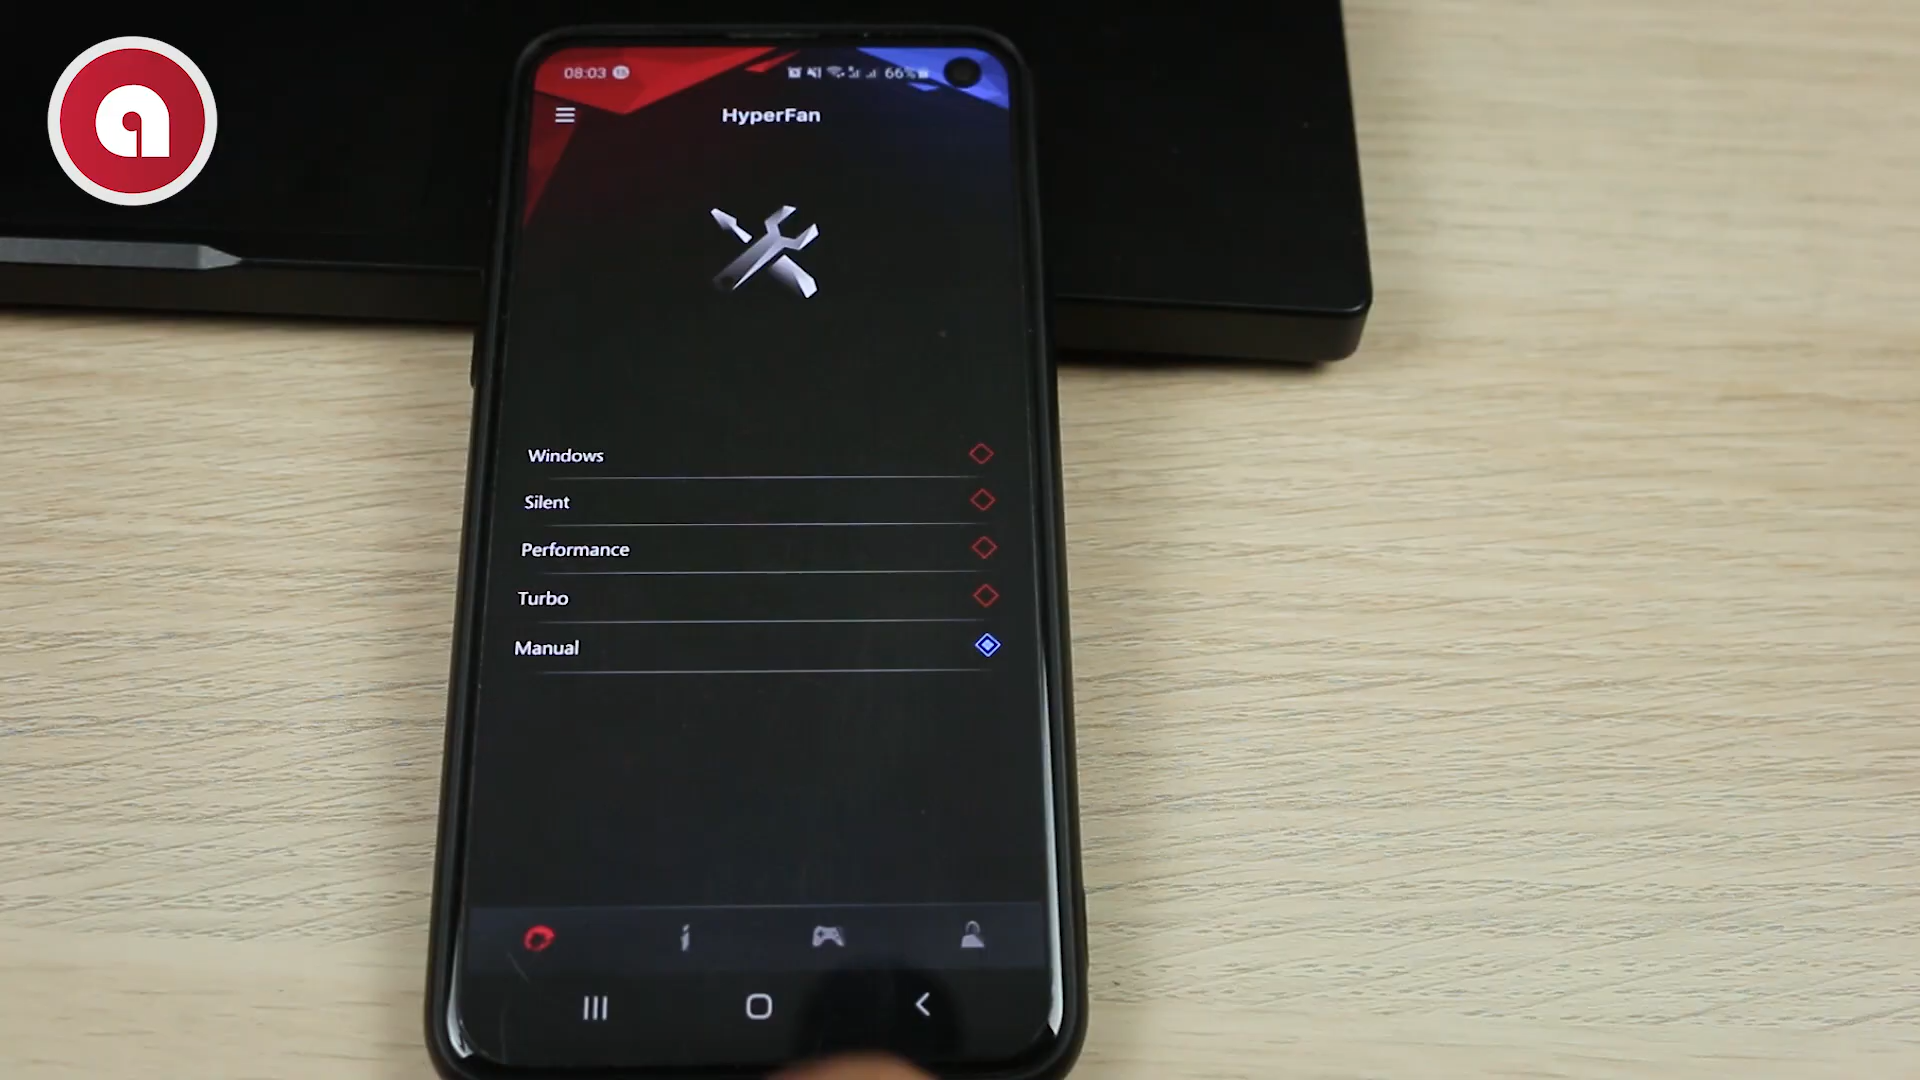 08:03
66%
HyperFan
Windows
Silent
Performance
Turbo
Manual